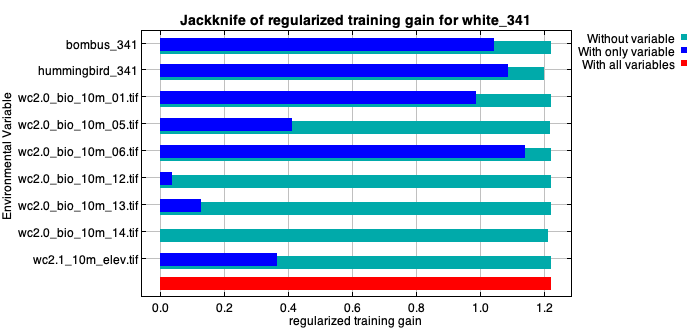 Jackknife of regularized training gain for white_341
Without variable
With only variable
With all variables
Environmental Variable
bombus_341
hummingbird_341
wc2.0_bio_10m_01.tif
wc2.0_bio_10m_05.tif
wc2.0_bio_10m_06.tif
wc2.0_bio_10m_12.tif
wc2.0_bio_10m_13.tif
wc2.0_bio_10m_14.tif
wc2.1_10m_elev.tif
0.0 0.2 0.4 0.6 0.8 1.0 1.2
regularized training gain